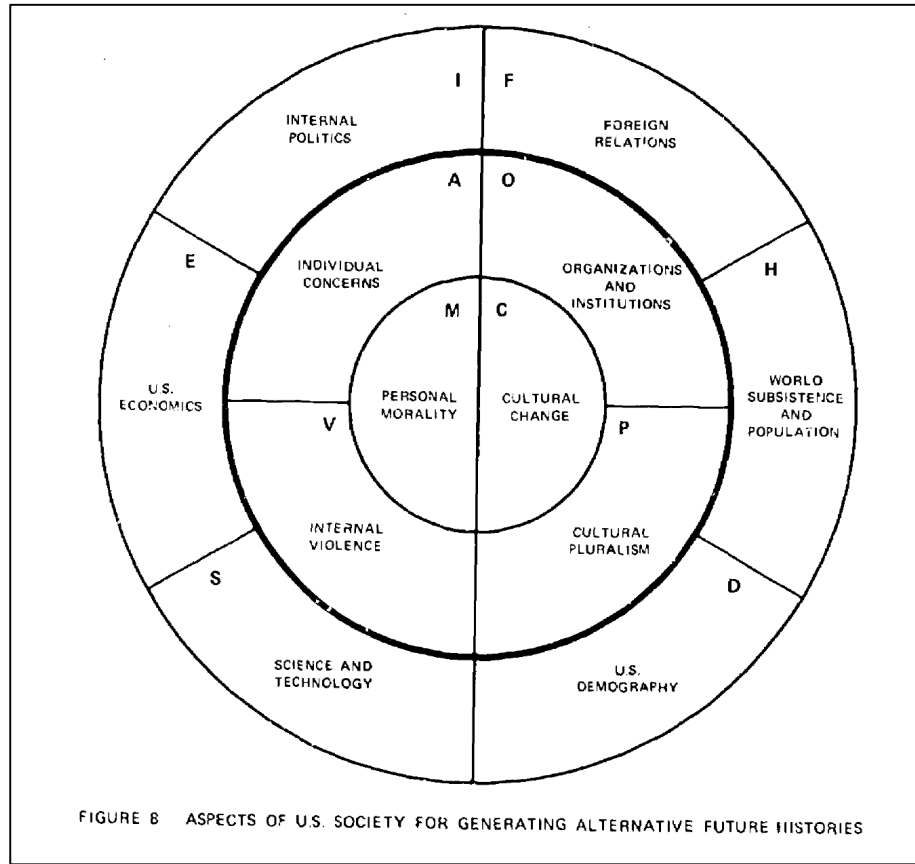 I F
INTERNAL
POLITICS
FOREIGN
RELATIONS
A O
E
H
INDIVIDUAL
CONCERNS
ORGANIZATIONS
AND
INSTITUTIONS
M C
U.S.
ECONOMICS
PERSONAL
MORALITY
CULTURAL
CHANGE
WORLD
SUBSISTENCE
AND
POPULATION
V
P
INTERNAL
VIOLENCE
CULTURAL
PLURALISM
S
D
SCIENCE AND
TECHNOLOGY
U.S.
DEMOGRAPHY
FIGURE 8 ASPECTS OF U.S. SOCIETY FOR GENERATING ALTERNATIVE FUTURE HISTORIES